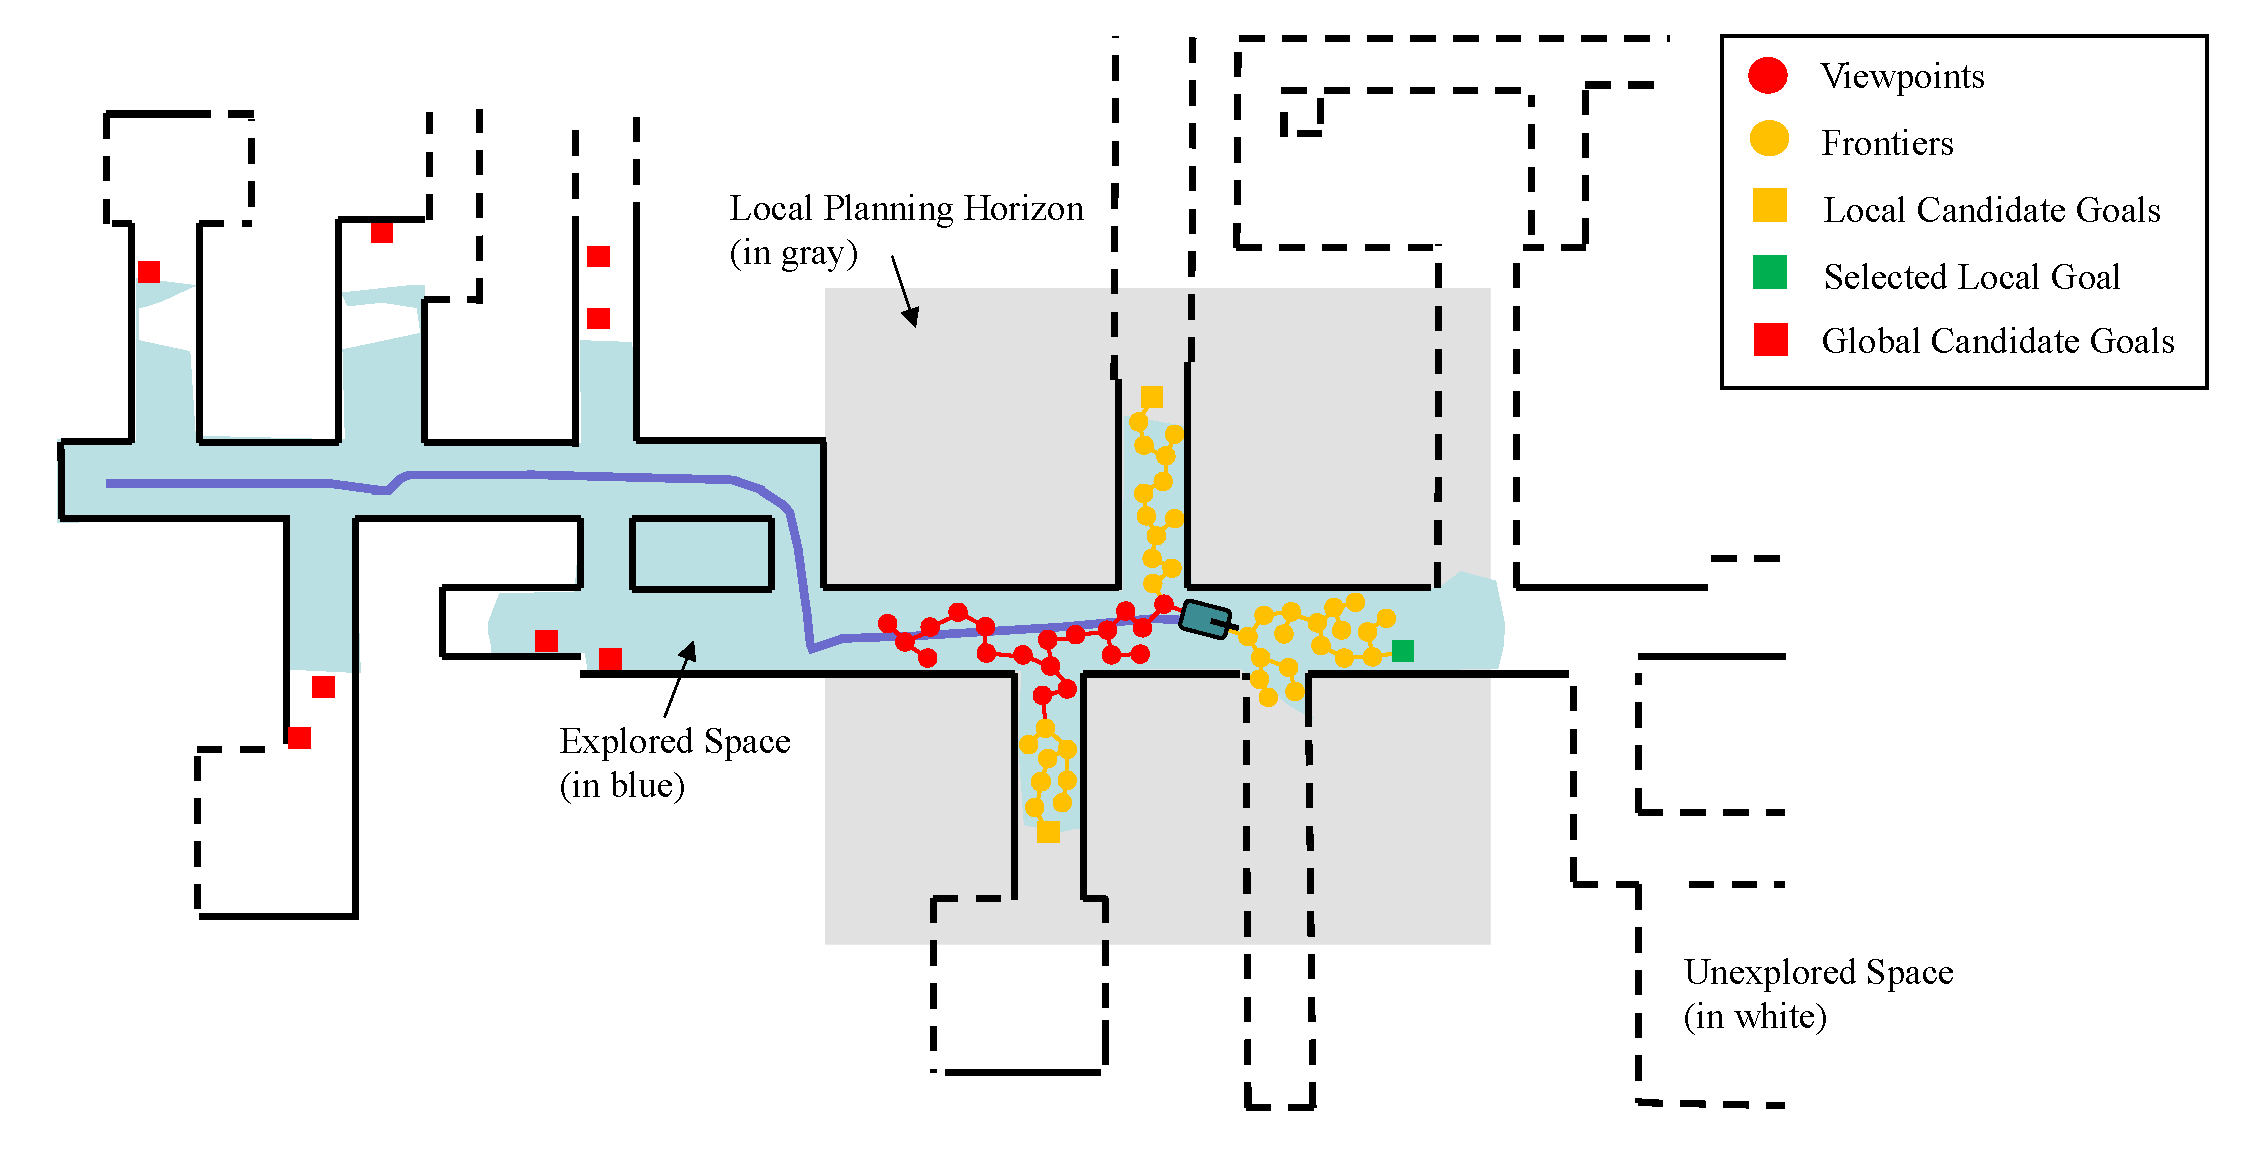 Viewpoints
Frontiers
Local Candidate Goals
Selected Local Goal
Global Candidate Goals
Local Planning Horizon
(in gray)
Explored Space
(in blue)
Unexplored Space
(in white)